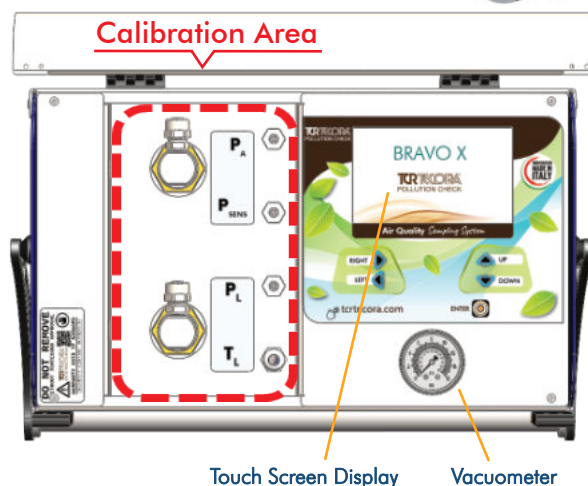 Calibration Area
P A
P SENS
P L
T L
BRAVO X
TCR TECORA
POLLUTION CHECK
Air Quality Sampling System
TCR TECORA
POLLUTION CHECK
MADE IN
ITALY
RIGHT
LEFT
UP
DOWN
tcrtecora.com
ENTER
DO NOT REMOVE
Touch Screen Display
Vacuometer